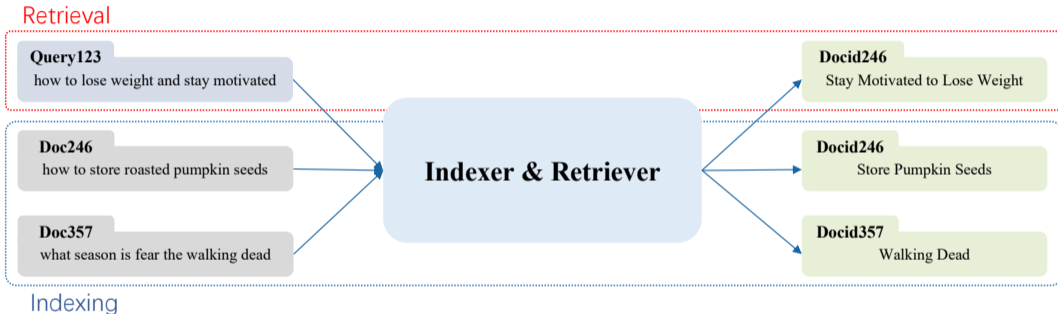 Retrieval
Query123
how to lose weight and stay motivated
Docid246
Stay Motivated to Lose Weight
Doc246
how to store roasted pumpkin seeds
Indexer & Retriever
Docid246
Store Pumpkin Seeds
Doc357
what season is fear the walking dead
Docid357
Walking Dead
Indexing